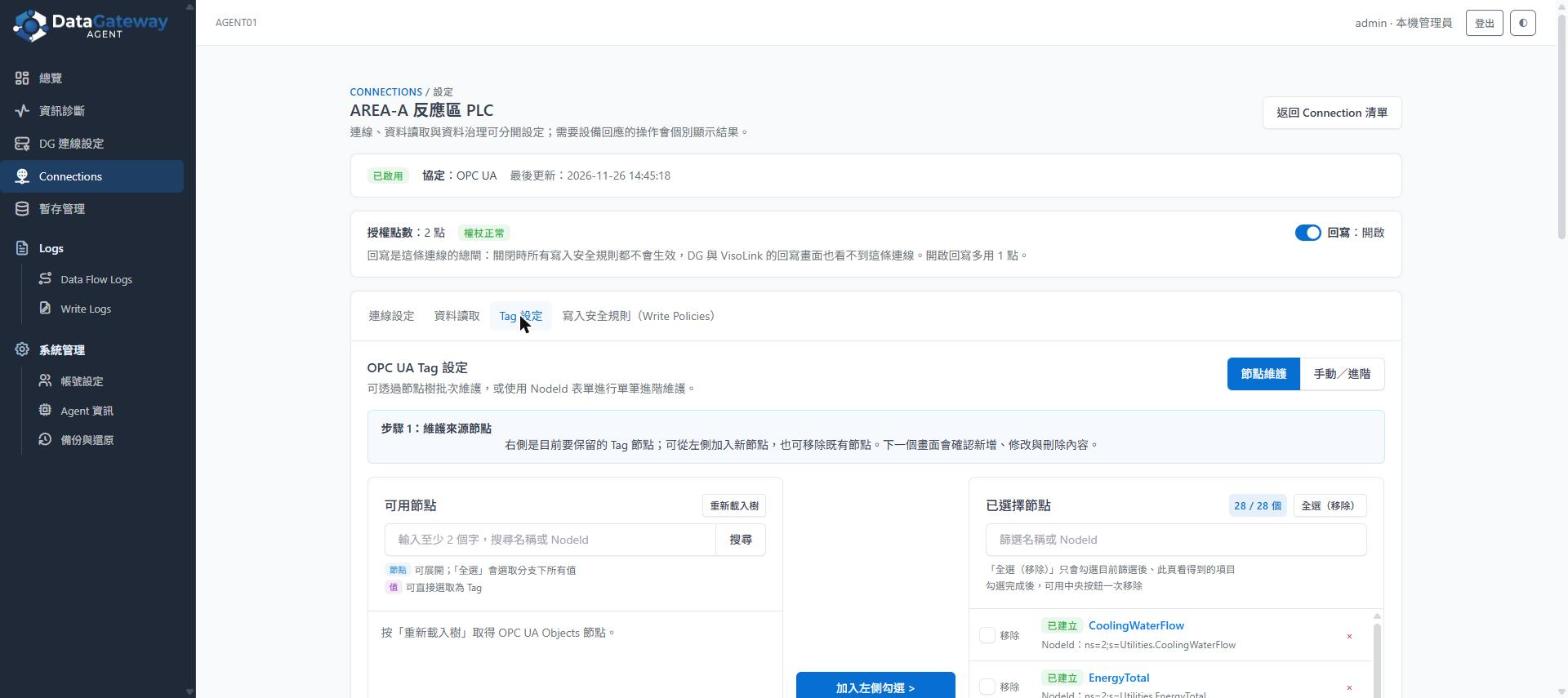 DataGateway
AGENT
AGENT01
admin · 本機管理員
登出
總覽
資訊診斷
DG 連線設定
Connections
暫存管理
Logs
Data Flow Logs
Write Logs
系統管理
帳號設定
Agent 資訊
備份與還原
CONNECTIONS / 設定
AREA-A 反應區 PLC
連線、資料讀取與資料治理可分開設定；需要設備回應的操作會個別顯示結果。
返回 Connection 清單
已啟用 協定：OPC UA 最後更新：2026-11-26 14:45:18
授權點數：2 點 權杖正常
回寫：開啟
回寫是這條連線的總閘：關閉時所有寫入安全規則都不會生效，DG 與 VisoLink 的回寫畫面也看不到這條連線。開啟回寫多用 1 點。
連線設定 資料讀取 Tag 設定 寫入安全規則（Write Policies）
OPC UA Tag 設定
可透過節點樹批次維護，或使用 NodeId 表單進行單筆進階維護。
節點維護 手動／進階
步驟 1：維護來源節點
右側是目前要保留的 Tag 節點；可從左側加入新節點，也可移除既有節點。下一個畫面會確認新增、修改與刪除內容。
可用節點 重新載入樹
輸入至少 2 個字，搜尋名稱或 NodeId 搜尋
節點 可展開；「全選」會選取分支下所有值
值 可直接選取為 Tag
按「重新載入樹」取得 OPC UA Objects 節點。
加入左側勾選 >
已選擇節點 28 / 28 個 全選（移除）
篩選名稱或 NodeId
「全選（移除）」只會勾選目前篩選後、此頁看得到的項目
勾選完成後，可用中央按鈕一次移除
移除 已建立 CoolingWaterFlow ×
NodeId：ns=2;s=Utilities.CoolingWaterFlow
移除 已建立 EnergyTotal ×
NodeId：ns=2;s=Utilities.EnergyTotal